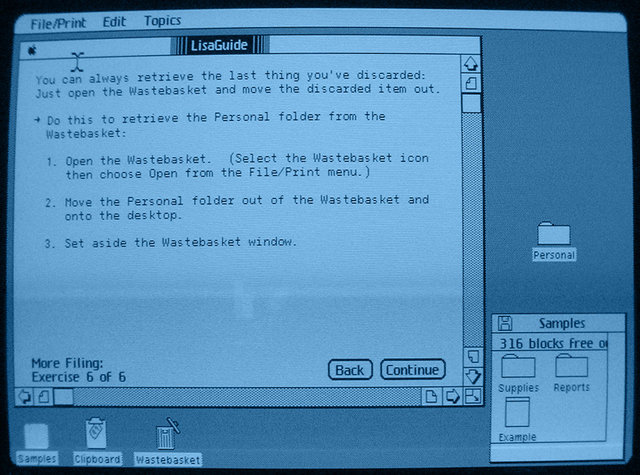 File/Print Edit Topics
LisaGuide
You can always retrieve the last thing you've discarded:
Just open the Wastebasket and move the discarded item out.
Do this to retrieve the Personal folder from the
Wastebasket:
1. Open the Wastebasket. (Select the Wastebasket icon
then choose Open from the File/Print menu.)
2. Move the Personal folder out of the Wastebasket and
onto the desktop.
3. Set aside the Wastebasket window.
More Filing:
Exercise 6 of 6
Back Continue
Personal
Samples
316 blocks free o
Supplies Reports
Example
Samples Clipboard Wastebasket